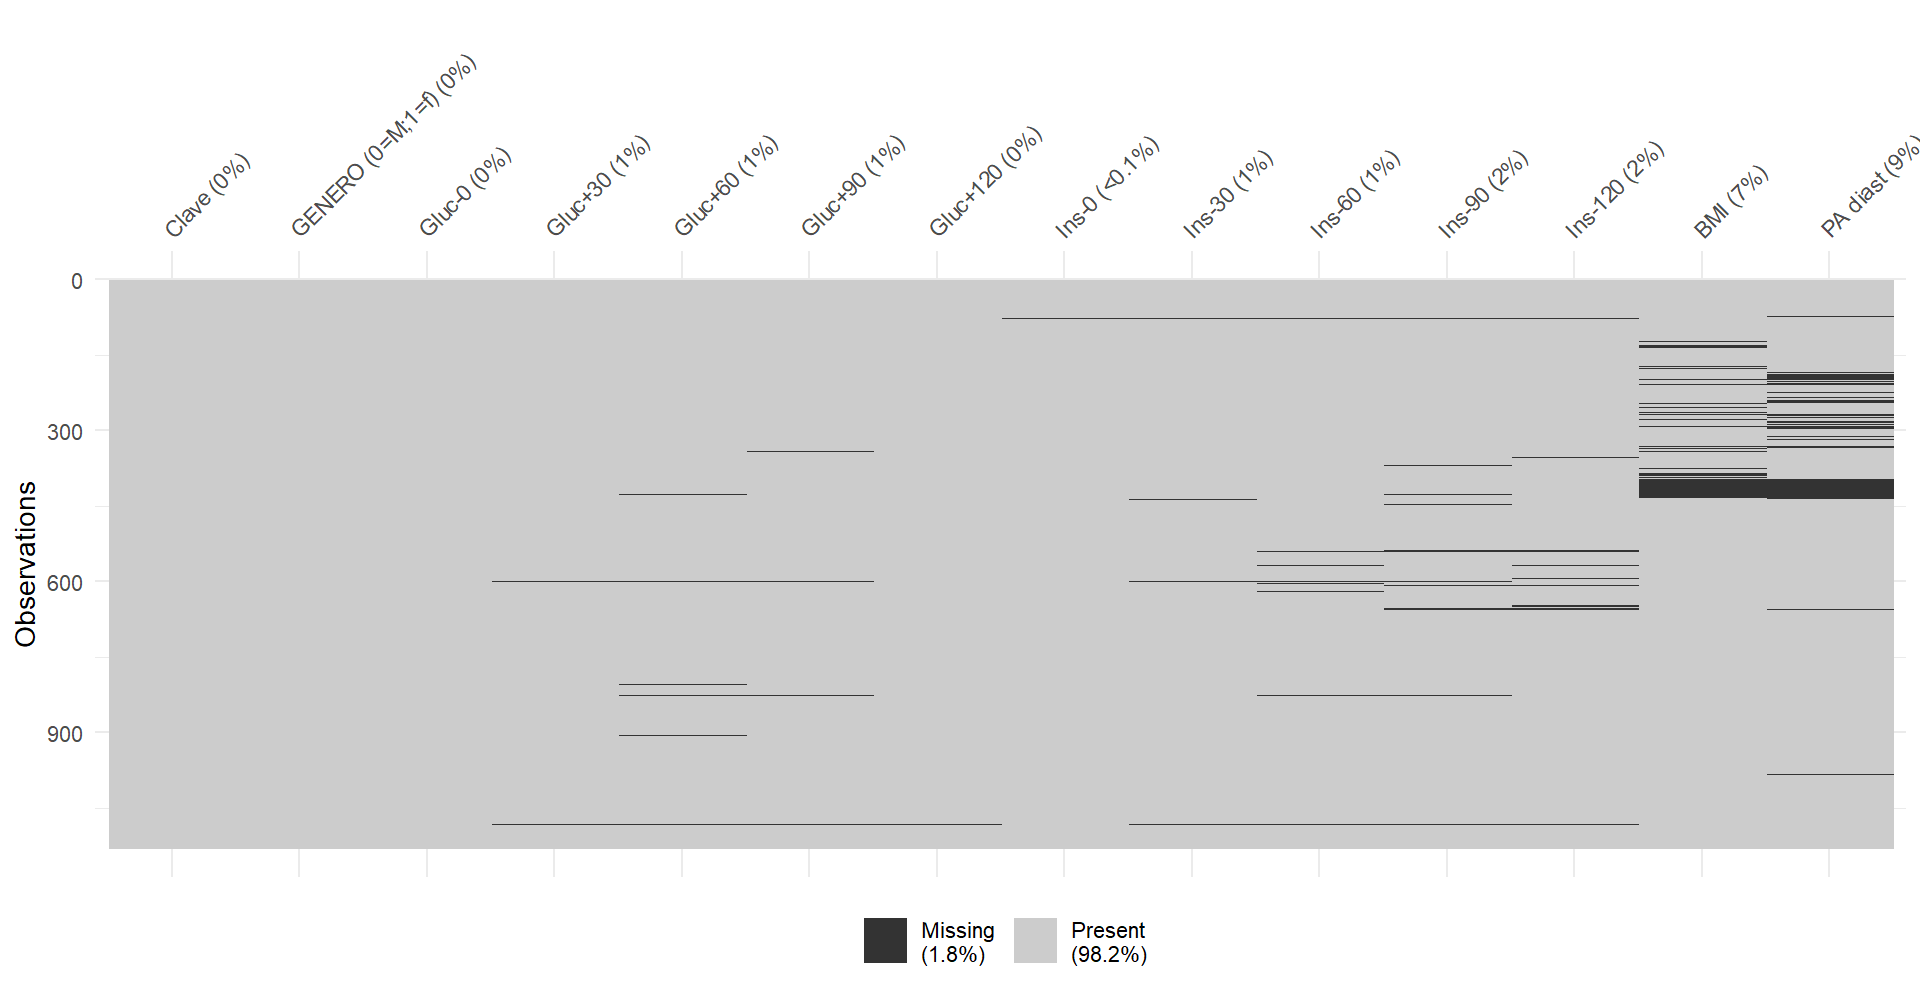 Clave (0%)
GENERO (0=M;1=f) (0%)
Gluc-0 (0%)
Gluc+30 (1%)
Gluc+60 (1%)
Gluc+90 (1%)
Gluc+120 (0%)
Ins-0 (<0.1%)
Ins-30 (1%)
Ins-60 (1%)
Ins-90 (2%)
Ins-120 (2%)
BMI (7%)
PA diast (9%)
0
300
600
900
Observations
Missing
(1.8%)
Present
(98.2%)